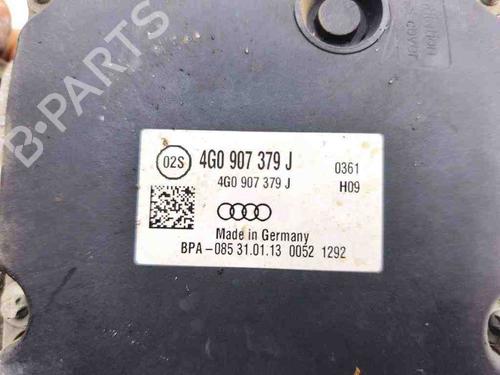 cover
02S
4G0 907 379 J
0361
4G0 907 379 J
H09
Made in Germany
BPA-085 31.01.13 0052 1292
B-PARTS